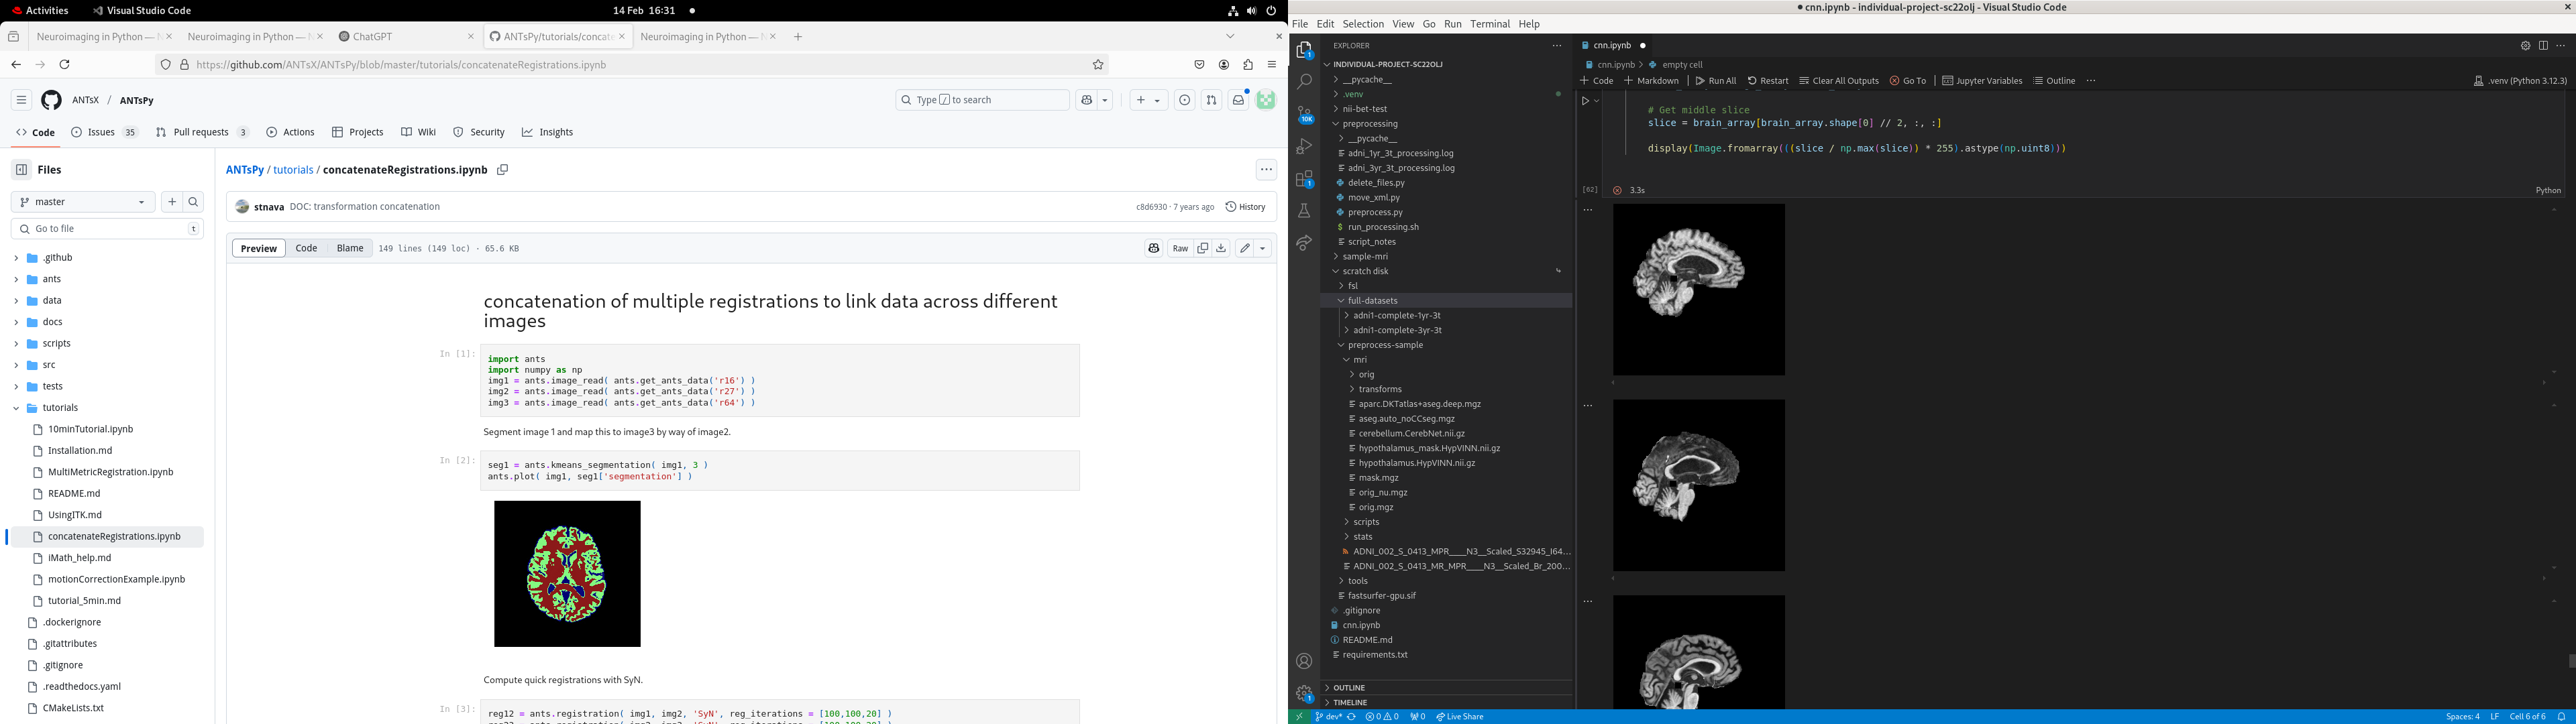 Activities
Visual Studio Code
14 Feb 16:31
Neuroimaging in Python —
Neuroimaging in Python —
ChatGPT
ANTsPy/tutorials/concate
Neuroimaging in Python —
https://github.com/ANTsX/ANTsPy/blob/master/tutorials/concatenateRegistrations.ipynb
ANTsX / ANTsPy
Type / to search
Code
Issues 35
Pull requests 3
Actions
Projects
Wiki
Security
Insights
Files
master
Go to file
t
.github
ants
data
docs
scripts
src
tests
tutorials
10minTutorial.ipynb
Installation.md
MultiMetricRegistration.ipynb
README.md
UsingITK.md
concatenateRegistrations.ipynb
iMath_help.md
motionCorrectionExample.ipynb
tutorial_5min.md
.dockerignore
.gitattributes
.gitignore
.readthedocs.yaml
CMakeLists.txt
ANTsPy / tutorials / concatenateRegistrations.ipynb
stnava DOC: transformation concatenation
c8d6930 · 7 years ago
History
Preview
Code
Blame
149 lines (149 loc) · 65.6 KB
Raw
concatenation of multiple registrations to link data across different
images
In [1]:
import ants
import numpy as np
img1 = ants.image_read( ants.get_ants_data('r16') )
img2 = ants.image_read( ants.get_ants_data('r27') )
img3 = ants.image_read( ants.get_ants_data('r64') )
Segment image 1 and map this to image3 by way of image2.
In [2]:
seg1 = ants.kmeans_segmentation( img1, 3 )
ants.plot( img1, seg1['segmentation'] )
Compute quick registrations with SyN.
In [3]:
reg12 = ants.registration( img1, img2, 'SyN', reg_iterations = [100,100,20] )
● cnn.ipynb - individual-project-sc22olj - Visual Studio Code
File Edit Selection View Go Run Terminal Help
EXPLORER
INDIVIDUAL-PROJECT-SC22OLJ
__pycache__
.venv
nii-bet-test
preprocessing
__pycache__
adni_1yr_3t_processing.log
adni_3yr_3t_processing.log
delete_files.py
move_xml.py
preprocess.py
run_processing.sh
script_notes
sample-mri
scratch disk
fsl
full-datasets
adni1-complete-1yr-3t
adni1-complete-3yr-3t
preprocess-sample
mri
orig
transforms
aparc.DKTatlas+aseg.deep.mgz
aseg.auto_noCCseg.mgz
cerebellum.CerebNet.nii.gz
hypothalamus_mask.HypVINN.nii.gz
hypothalamus.HypVINN.nii.gz
mask.mgz
orig_nu.mgz
orig.mgz
scripts
stats
ADNI_002_S_0413_MPR____N3__Scaled_S32945_I64...
ADNI_002_S_0413_MR_MPR____N3__Scaled_Br_200...
tools
fastsurfer-gpu.sif
.gitignore
cnn.ipynb
README.md
requirements.txt
OUTLINE
TIMELINE
1
10K
1
1
cnn.ipynb
cnn.ipynb > empty cell
+ Code + Markdown Run All Restart Clear All Outputs Go To Jupyter Variables Outline ...
.venv (Python 3.12.3)
# Get middle slice
slice = brain_array[brain_array.shape[0] // 2, :, :]
display(Image.fromarray(((slice / np.max(slice)) * 255).astype(np.uint8)))
[62]
3.3s
Python
dev*
0 0
0
Live Share
Spaces: 4
LF
Cell 6 of 6